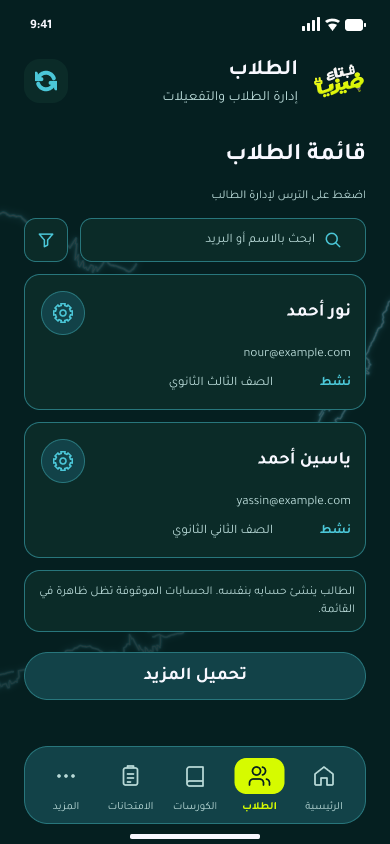 9:41
بتاع
فيزيا
الطلاب
إدارة الطلاب والتفعيلات
قائمة الطلاب
اضغط على الترس لإدارة الطالب
ابحث بالاسم أو البريد
نور أحمد
nour@example.com
نشط
الصف الثالث الثانوي
ياسين أحمد
yassin@example.com
نشط
الصف الثاني الثانوي
الطالب ينشئ حسابه بنفسه. الحسابات الموقوفة تظل ظاهرة في
القائمة.
تحميل المزيد
الرئيسية
الطلاب
الكورسات
الامتحانات
المزيد